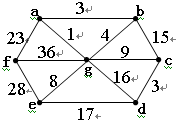 a 3↵ b
23↵ 1↵ 4↵ 15↵
f 36↵ 9↵ c
g
28↵ 8↵ 16↵ 3↵
e 17↵ d